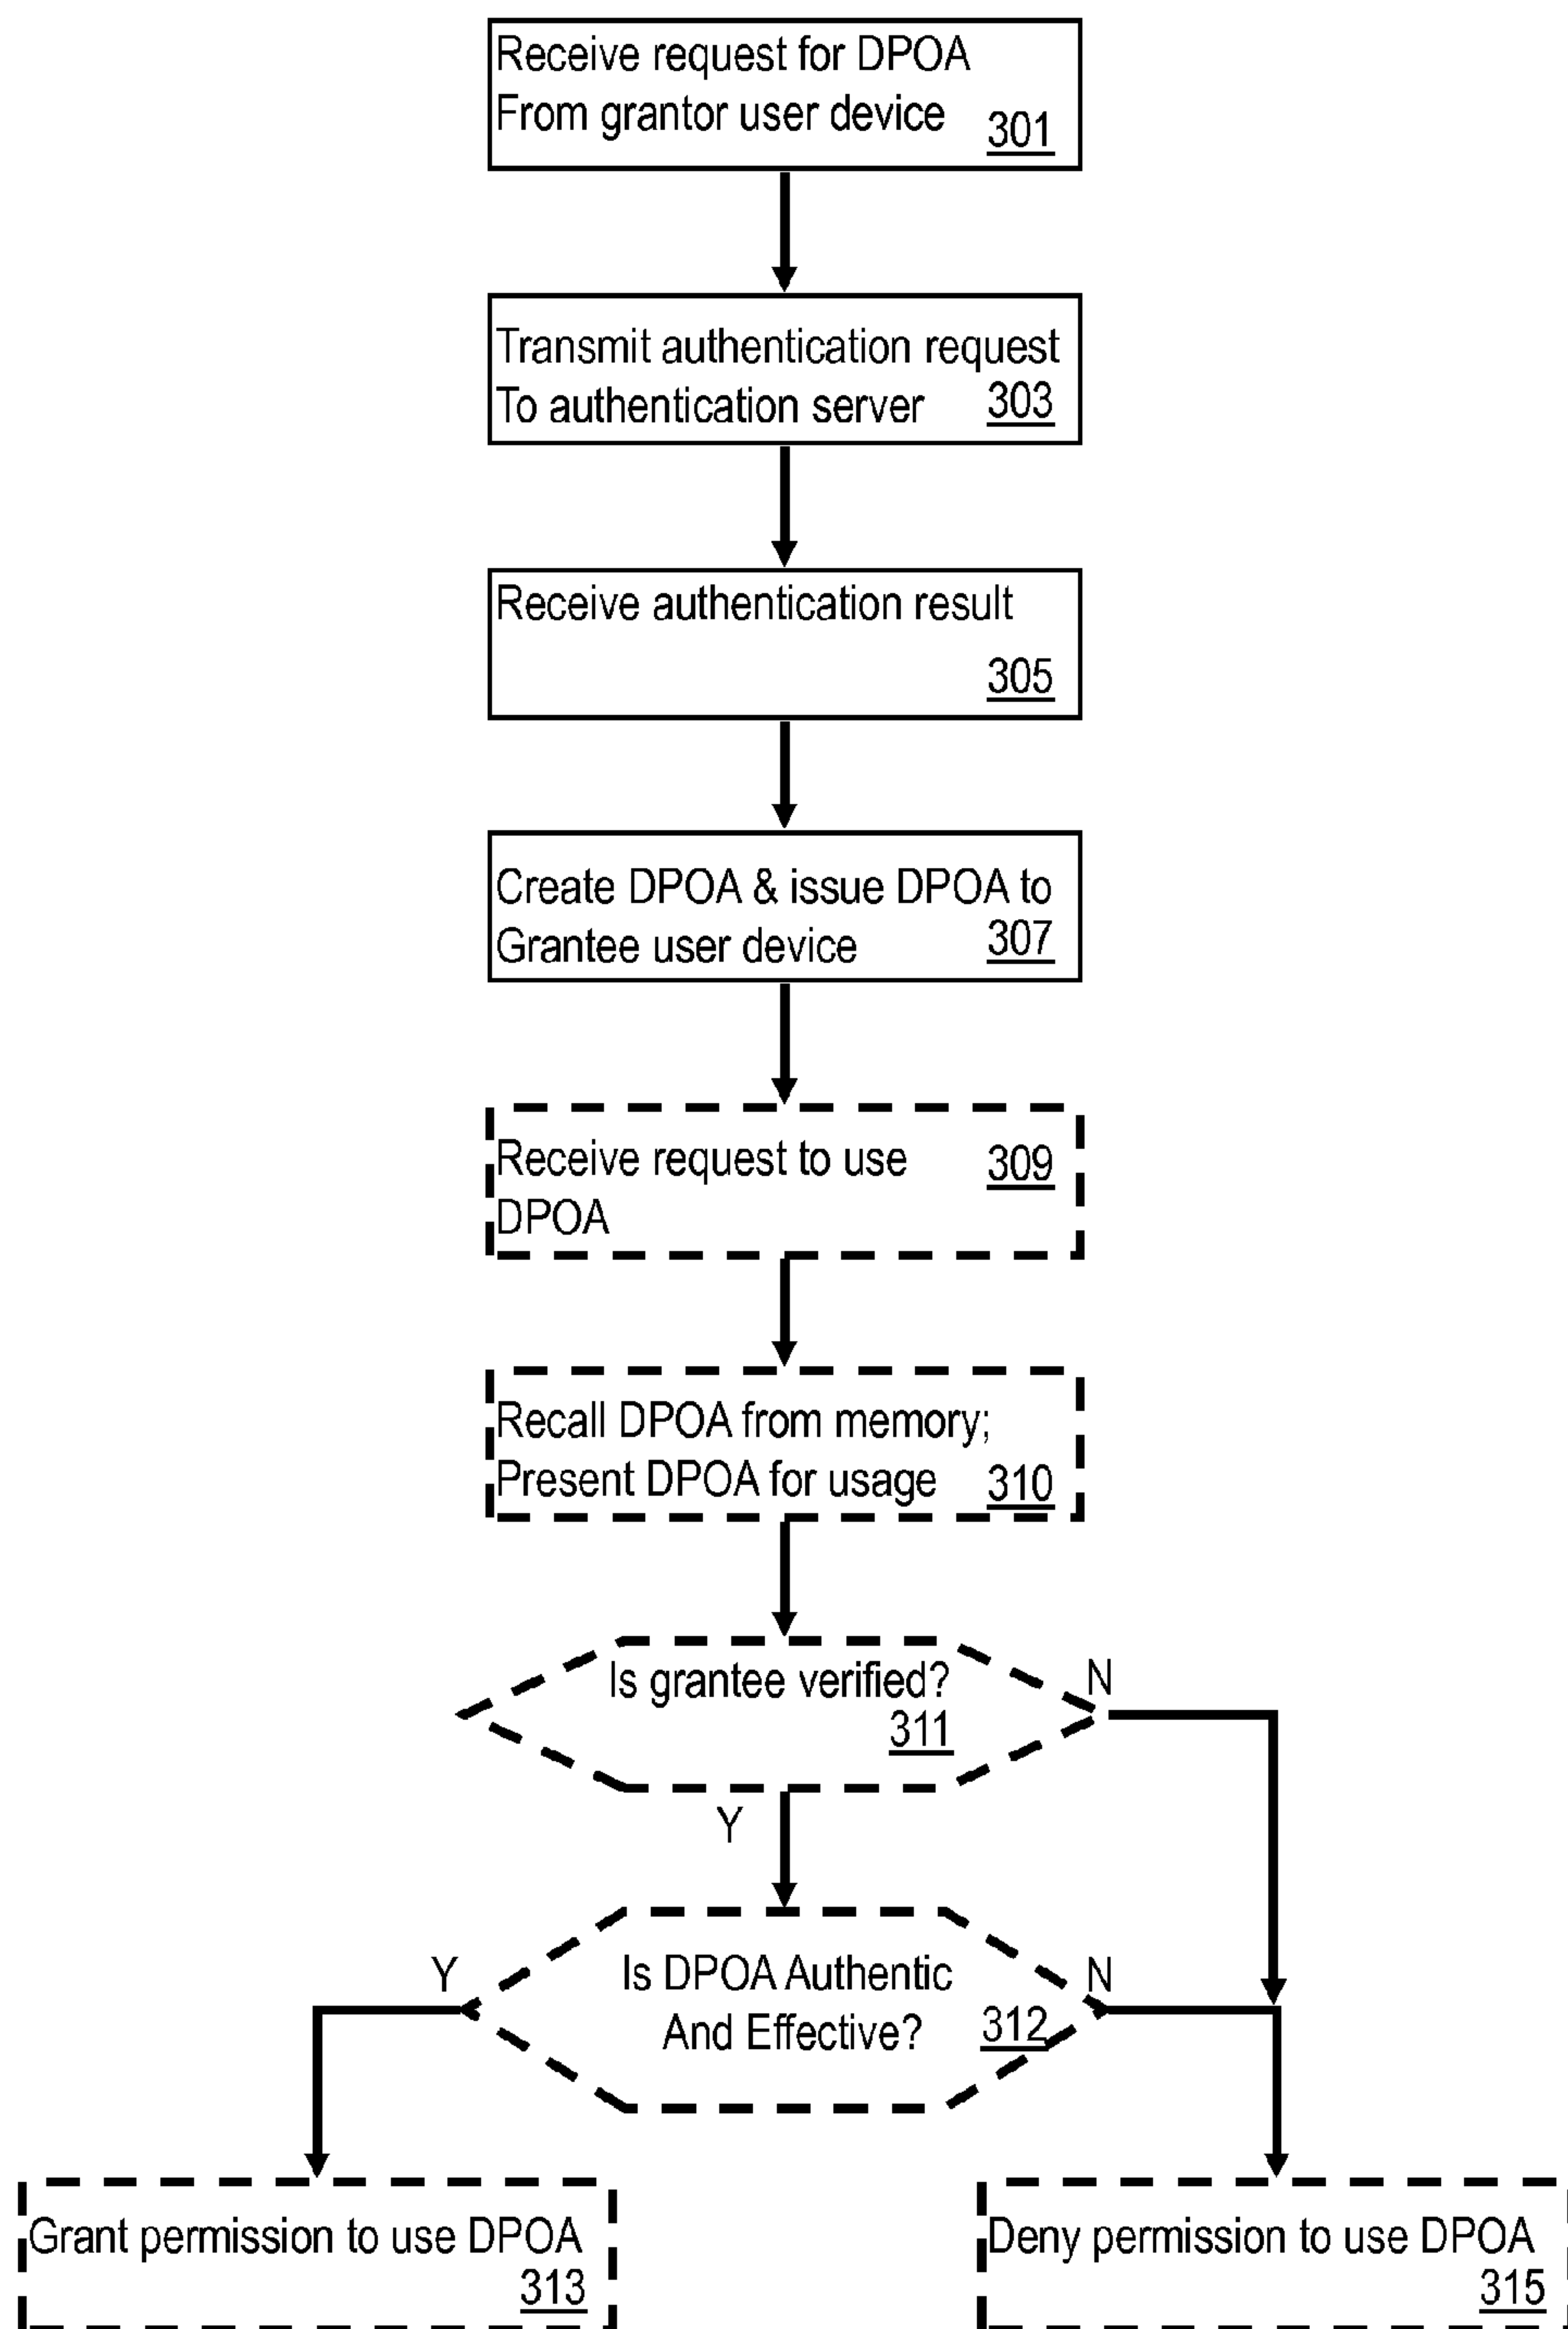 Receive request for DPOA
From grantor user device 301
Transmit authentication request
To authentication server 303
Receive authentication result
305
Create DPOA & issue DPOA to
Grantee user device 307
Receive request to use 309
DPOA
Recall DPOA from memory;
Present DPOA for usage 310
Is grantee verified? N
311
Y
Y Is DPOA Authentic N
And Effective? 312
Grant permission to use DPOA
313
Deny permission to use DPOA
315